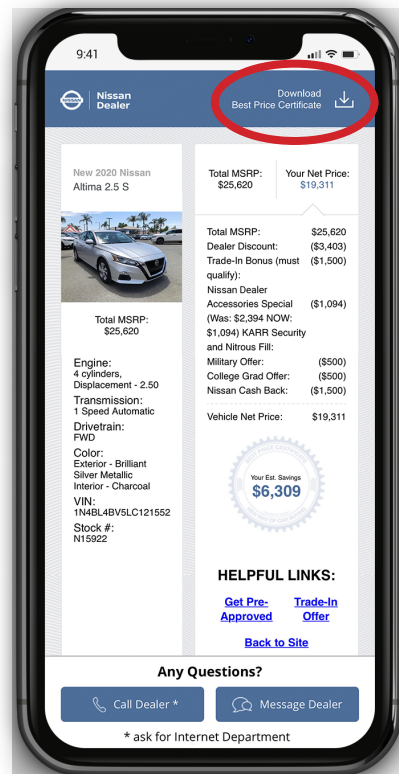 9:41
NISSAN
Nissan
Dealer
Download
Best Price Certificate
New 2020 Nissan
Altima 2.5 S
Total MSRP:
$25,620
Engine:
4 cylinders,
Displacement - 2.50
Transmission:
1 Speed Automatic
Drivetrain:
FWD
Color:
Exterior - Brilliant
Silver Metallic
Interior - Charcoal
VIN:
1N4BL4BV5LC121552
Stock #:
N15922
Total MSRP: Your Net Price:
$25,620 $19,311
Total MSRP: $25,620
Dealer Discount: ($3,403)
Trade-In Bonus (must ($1,500)
qualify):
Nissan Dealer
Accessories Special ($1,094)
(Was: $2,394 NOW:
$1,094) KARR Security
and Nitrous Fill:
Military Offer: ($500)
College Grad Offer: ($500)
Nissan Cash Back: ($1,500)
Vehicle Net Price: $19,311
BEST PRICE CERTIFICATE
Your Est. Savings
$6,309
HELPFUL LINKS:
Get Pre- Trade-In
Approved Offer
Back to Site
Any Questions?
Call Dealer *
Message Dealer
* ask for Internet Department